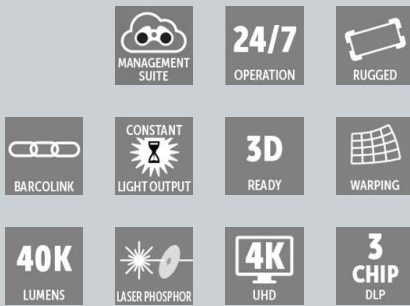 MANAGEMENT
SUITE
24/7
OPERATION
RUGGED
BARCOLINK
CONSTANT
LIGHT OUTPUT
3D
READY
WARPING
40K
LUMENS
LASER PHOSPHOR
4K
UHD
3
CHIP
DLP